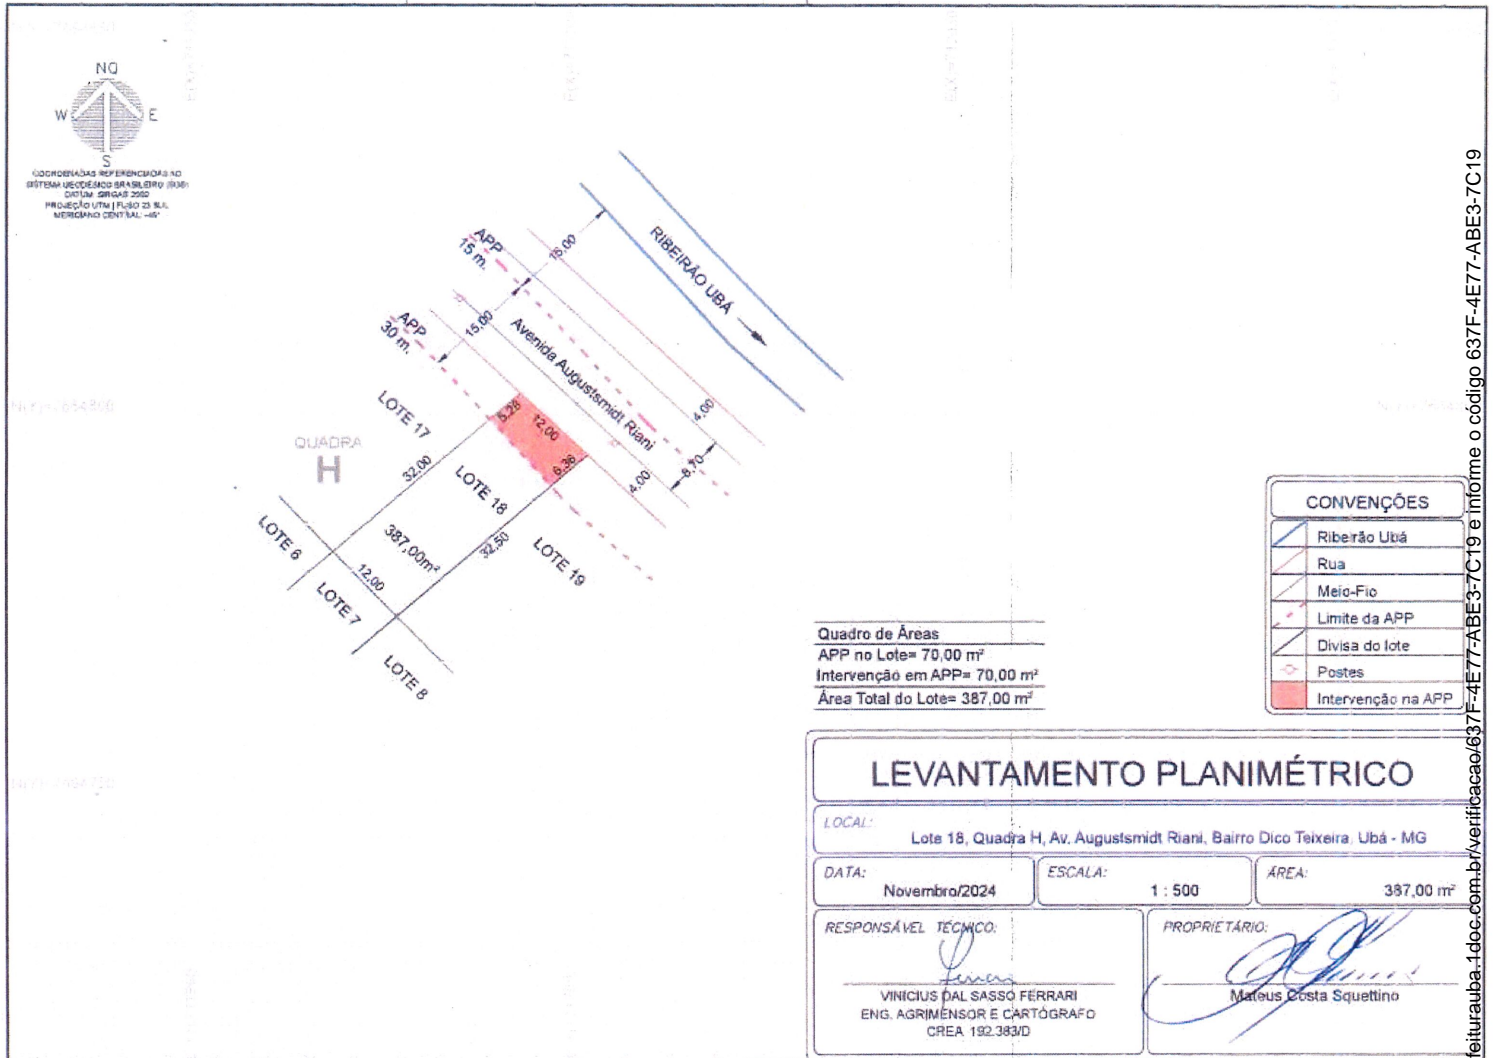 NQ
W
E
S
COORDENADAS REFERENCIADAS AO
SISTEMA GEODÉSICO BRASILEIRO (SGB)
DATUM: SIRGAS 2000
PROJEÇÃO UTM | FUSO 23 SUL
MERIDIANO CENTRAL: -45°
APP
15 m.
15,00
RIBEIRÃO UBÁ
APP
30 m.
15,00
Avenida Augustsmidt Riani
LOTE 17
5,28
12,00
6,36
4,00
8,70
4,00
QUADRA
H
32,00
LOTE 18
387,00m²
32,50
LOTE 19
LOTE 6
12,00
LOTE 7
LOTE 8
CONVENÇÕES
Ribeirão Ubá
Rua
Meio-Fio
Limite da APP
Divisa do lote
Postes
Intervenção na APP
Quadro de Áreas
APP no Lote= 70,00 m²
Intervenção em APP= 70,00 m²
Área Total do Lote= 387,00 m²
LEVANTAMENTO PLANIMÉTRICO
LOCAL:
Lote 18, Quadra H, Av. Augustsmidt Riani, Bairro Dico Teixeira, Ubá - MG
DATA:
Novembro/2024
ESCALA:
1 : 500
ÁREA:
387,00 m²
RESPONSÁVEL TÉCNICO:
VINICIUS DAL SASSO FERRARI
ENG. AGRIMENSOR E CARTÓGRAFO
CREA 192.383/D
PROPRIETÁRIO:
Mateus Costa Squettino
feiturauba.1doc.com.br/verificacao/637F-4E77-ABE3-7C19 e informe o código 637F-4E77-ABE3-7C19